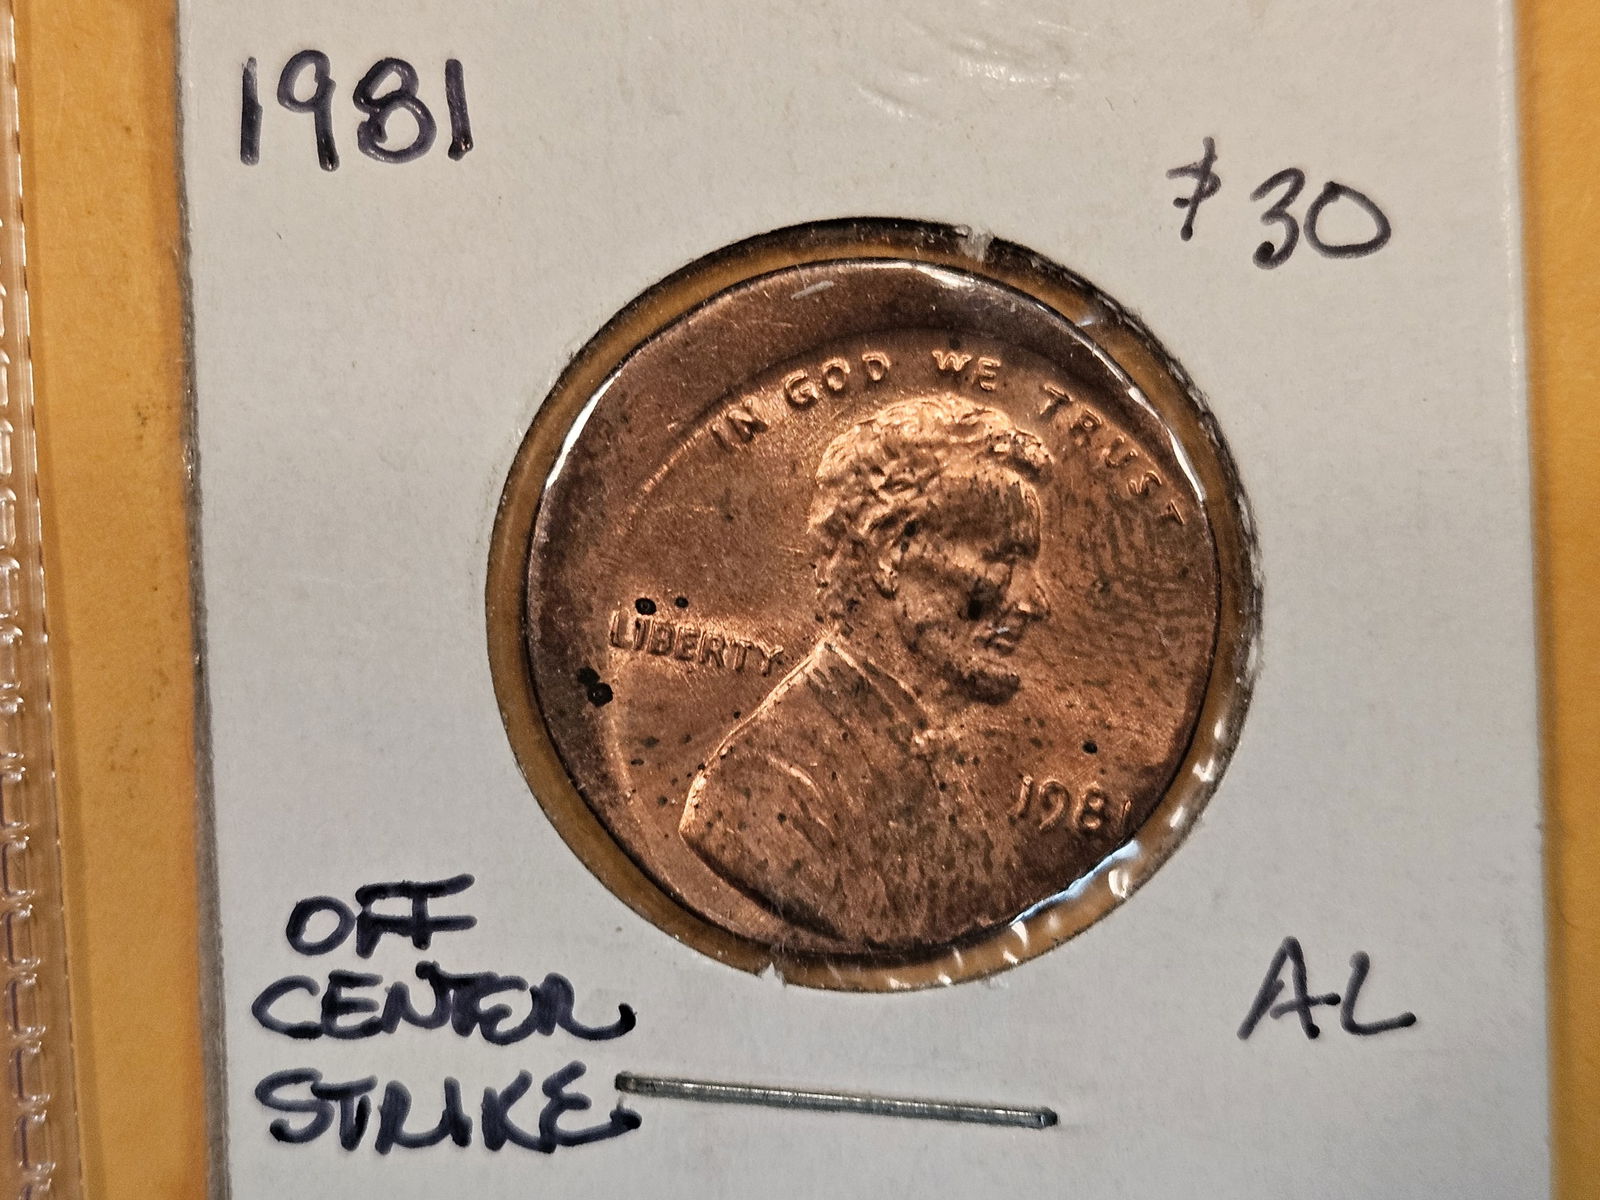 1981
$30
IN GOD WE TRUST
LIBERTY
1981
OFF
CENTER
STRIKE
AL